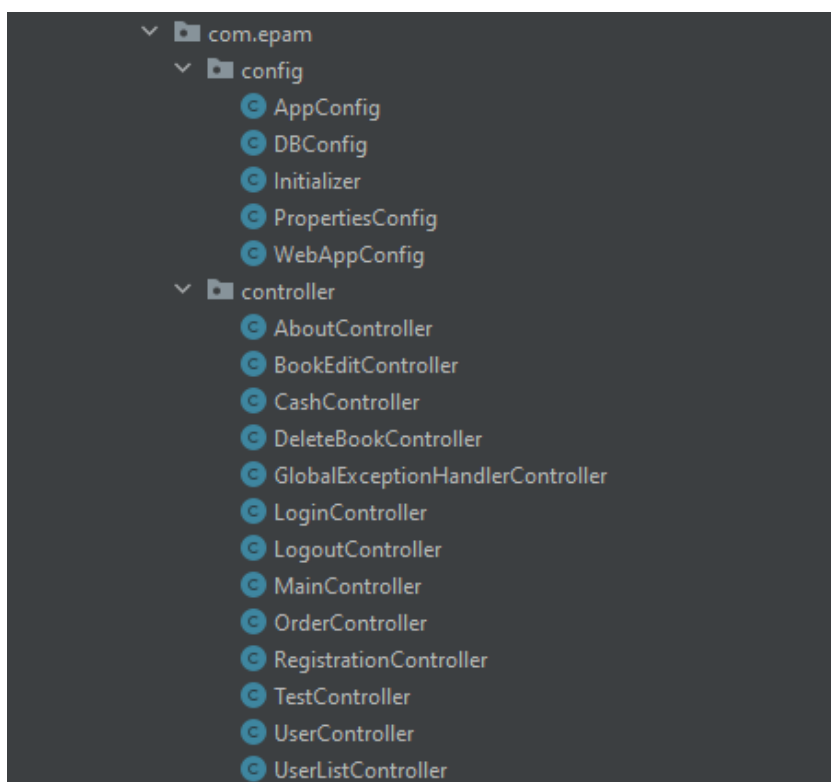 com.epam
config
AppConfig
DBConfig
Initializer
PropertiesConfig
WebAppConfig
controller
AboutController
BookEditController
CashController
DeleteBookController
GlobalExceptionHandlerController
LoginController
LogoutController
MainController
OrderController
RegistrationController
TestController
UserController
UserListController